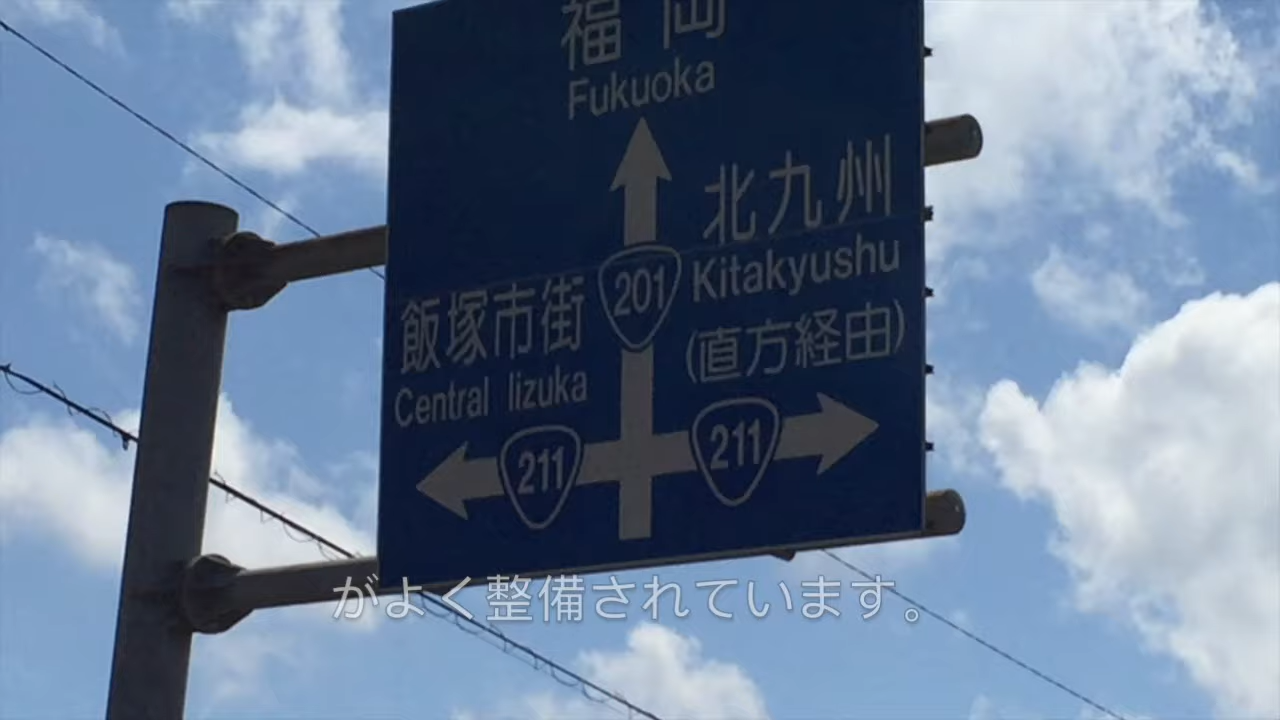 福岡
Fukuoka
北九州
Kitakyushu
(直方経由)
201
飯塚市街
Central Iizuka
211
211
がよく整備されています。